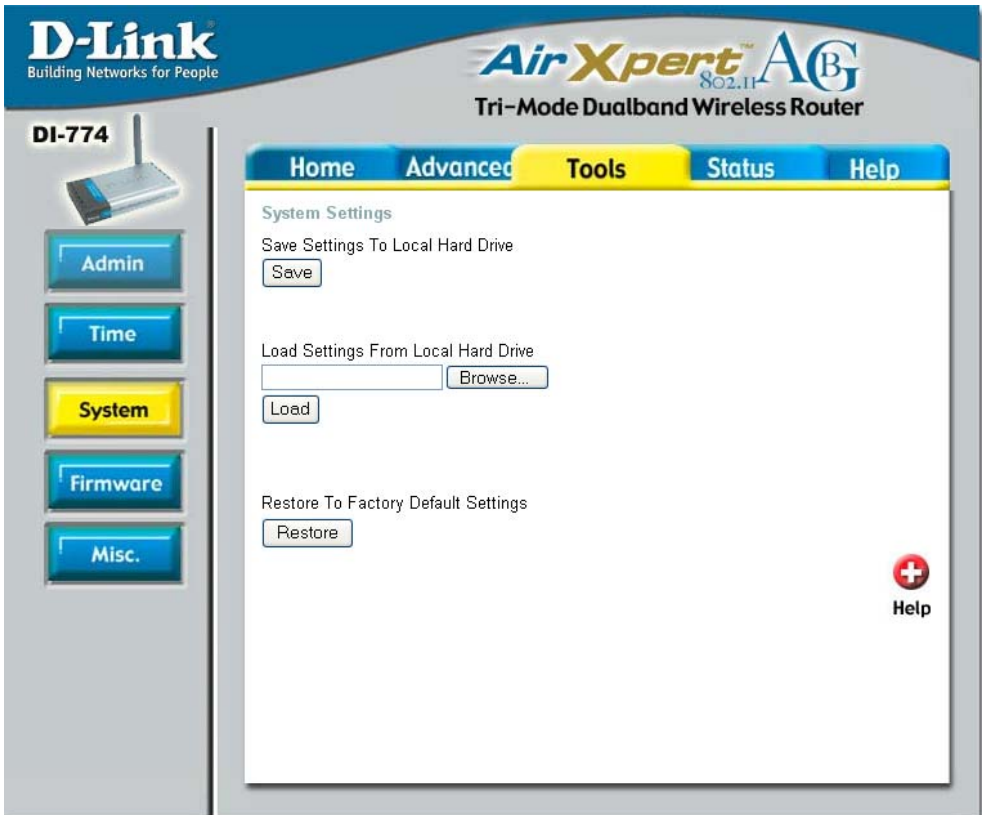 D-Link
Building Networks for People
AirXpert™ 802.11 ABG
Tri-Mode Dualband Wireless Router
DI-774
Home Advanced Tools Status Help
Admin
Time
System
Firmware
Misc.
System Settings
Save Settings To Local Hard Drive
Save
Load Settings From Local Hard Drive
Browse...
Load
Restore To Factory Default Settings
Restore
Help